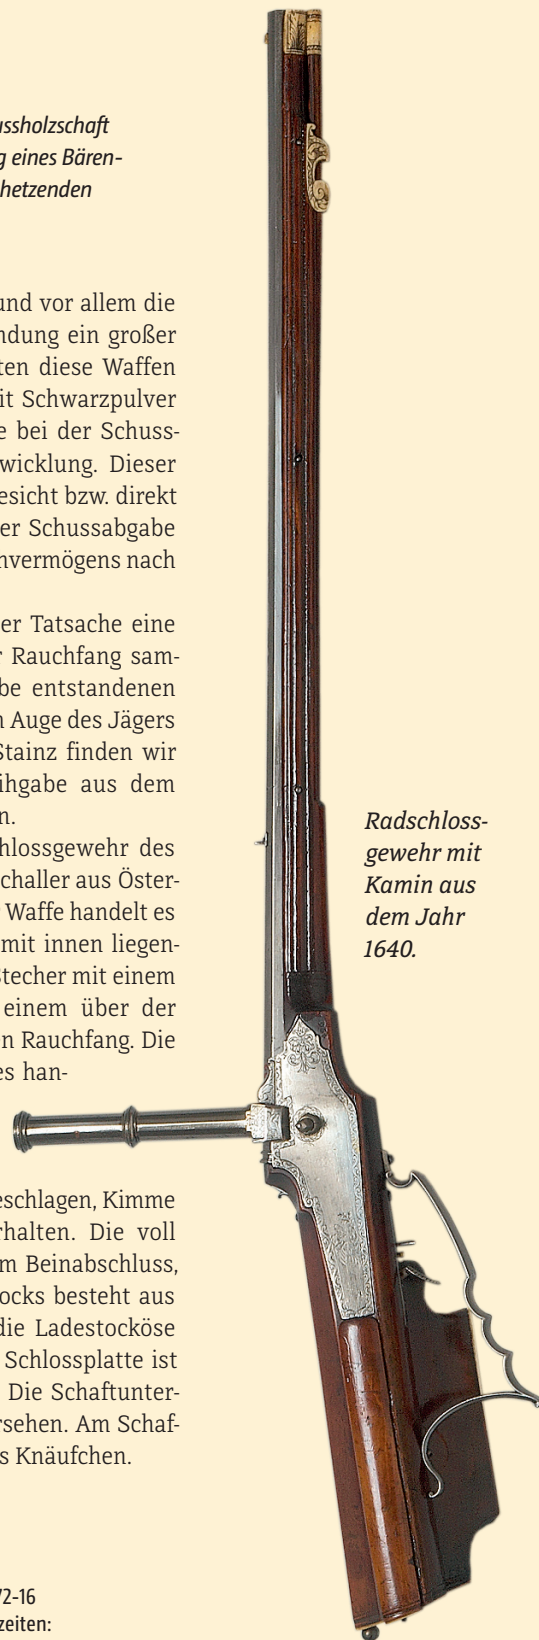 ussholzschaft
g eines Bären-
hetzenden
und vor allem die
ndung ein großer
ten diese Waffen
it Schwarzpulver
e bei der Schuss-
wicklung. Dieser
esicht bzw. direkt
er Schussabgabe
nvermögens nach
er Tatsache eine
r Rauchfang sam-
be entstandenen
n Auge des Jägers
Stainz finden wir
ihgabe aus dem
n.
hlossgewehr des
challer aus Öster-
r Waffe handelt es
mit innen liegen-
Stecher mit einem
einem über der
en Rauchfang. Die
es han-
Radschloss-
gewehr mit
Kamin aus
dem Jahr
1640.
eschlagen, Kimme
rhalten. Die voll
m Beinabschluss,
ocks besteht aus
die Ladestocköse
Schlossplatte ist
Die Schaftunter-
rsehen. Am Schaf-
s Knäufchen.
72-16
zeiten: